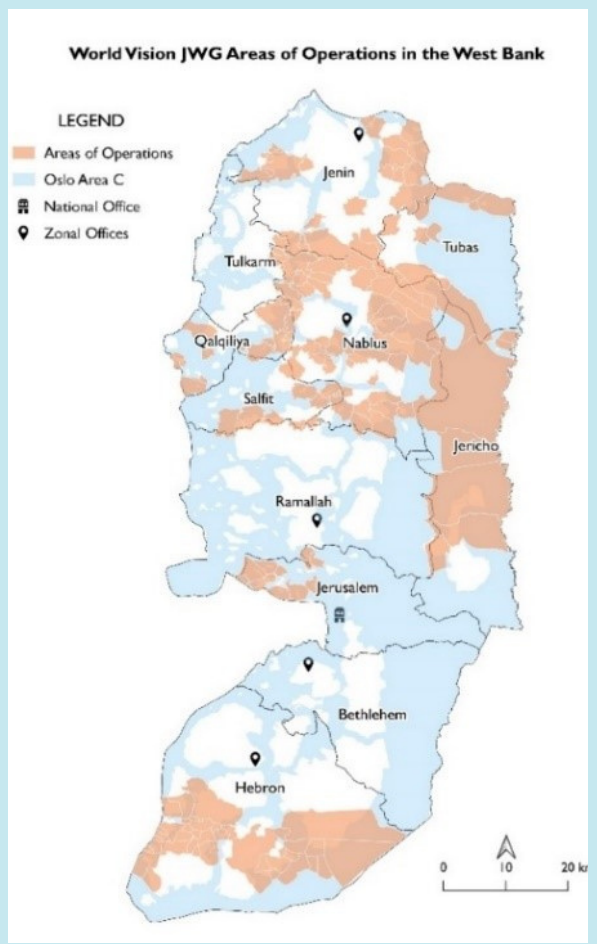 World Vision JWG Areas of Operations in the West Bank
LEGEND
Areas of Operations
Oslo Area C
National Office
Zonal Offices
Jenin
Tubas
Tulkarm
Qalqiliya
Nablus
Salfit
Jericho
Ramallah
Jerusalem
Bethlehem
Hebron
0 10 20